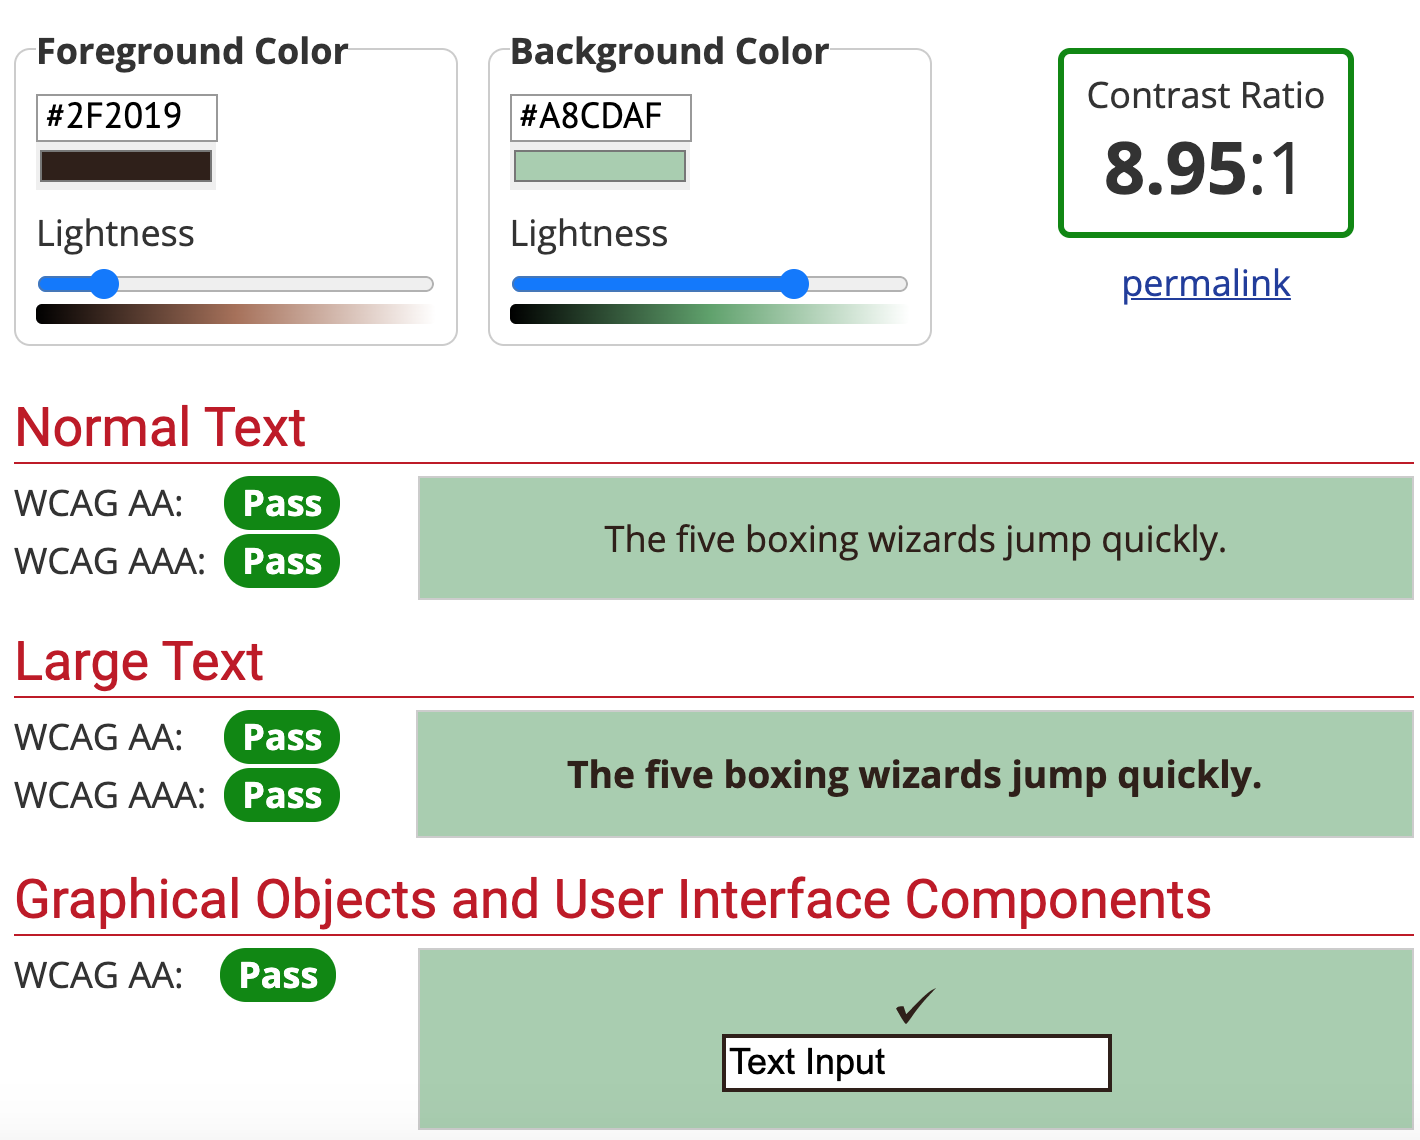 Foreground Color
#2F2019
Lightness
Background Color
#A8CDAF
Lightness
Contrast Ratio
8.95:1
permalink
Normal Text
WCAG AA: Pass
WCAG AAA: Pass
The five boxing wizards jump quickly.
Large Text
WCAG AA: Pass
WCAG AAA: Pass
The five boxing wizards jump quickly.
Graphical Objects and User Interface Components
WCAG AA: Pass
✓
Text Input